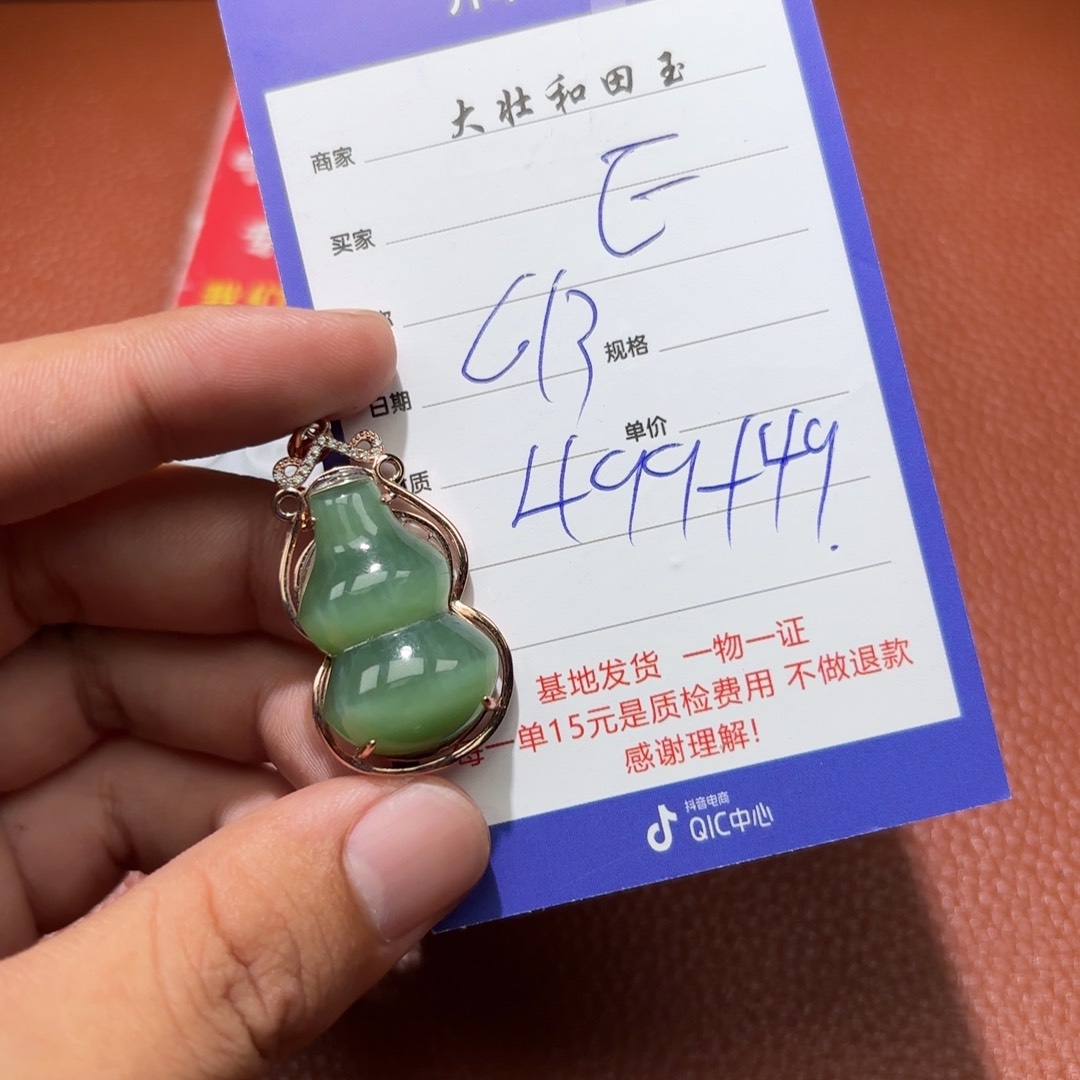 大壮和田玉
商家
买家 E
规格
日期
单价
质 499+49.
基地发货 一物一证
每一单15元是质检费用 不做退款
感谢理解!
抖音电商
QIC中心